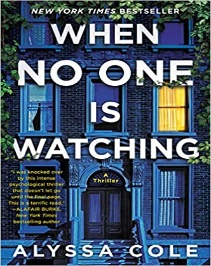 NEW YORK TIMES BESTSELLER
WHEN
NO ONE
IS
WATCHING
A
Thriller
"I was knocked over
by this intense
psychological thriller
that doesn't let go
until the final page.
This is a terrific read."
—ALAFAIR BURKE,
New York Times
bestselling author
ALYSSA COLE